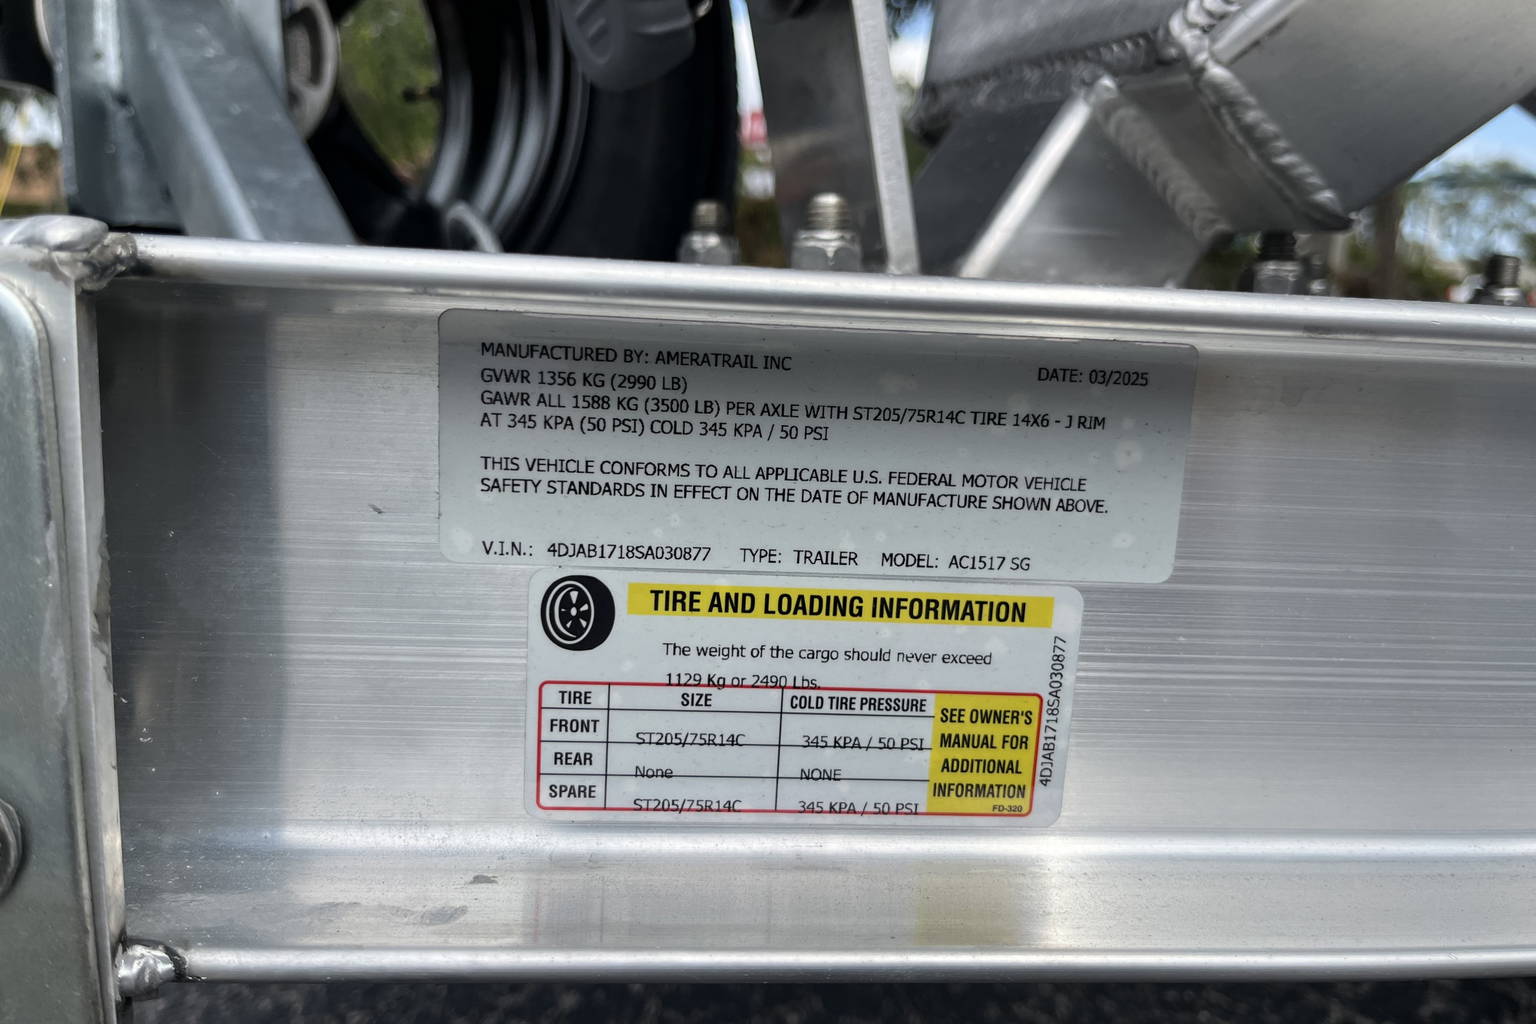 MANUFACTURED BY: AMERATRAIL INC
DATE: 03/2025
GVWR 1356 KG (2990 LB)
GAWR ALL 1588 KG (3500 LB) PER AXLE WITH ST205/75R14C TIRE 14X6 - J RIM
AT 345 KPA (50 PSI) COLD 345 KPA / 50 PSI
THIS VEHICLE CONFORMS TO ALL APPLICABLE U.S. FEDERAL MOTOR VEHICLE
SAFETY STANDARDS IN EFFECT ON THE DATE OF MANUFACTURE SHOWN ABOVE.
V.I.N.: 4DJAB1718SA030877 TYPE: TRAILER MODEL: AC1517 SG
TIRE AND LOADING INFORMATION
The weight of the cargo should never exceed
1129 Kg or 2490 Lbs.
TIRE SIZE COLD TIRE PRESSURE
FRONT ST205/75R14C 345 KPA / 50 PSI
REAR None NONE
SPARE ST205/75R14C 345 KPA / 50 PSI
SEE OWNER'S
MANUAL FOR
ADDITIONAL
INFORMATION
FD-320
4DJAB1718SA030877